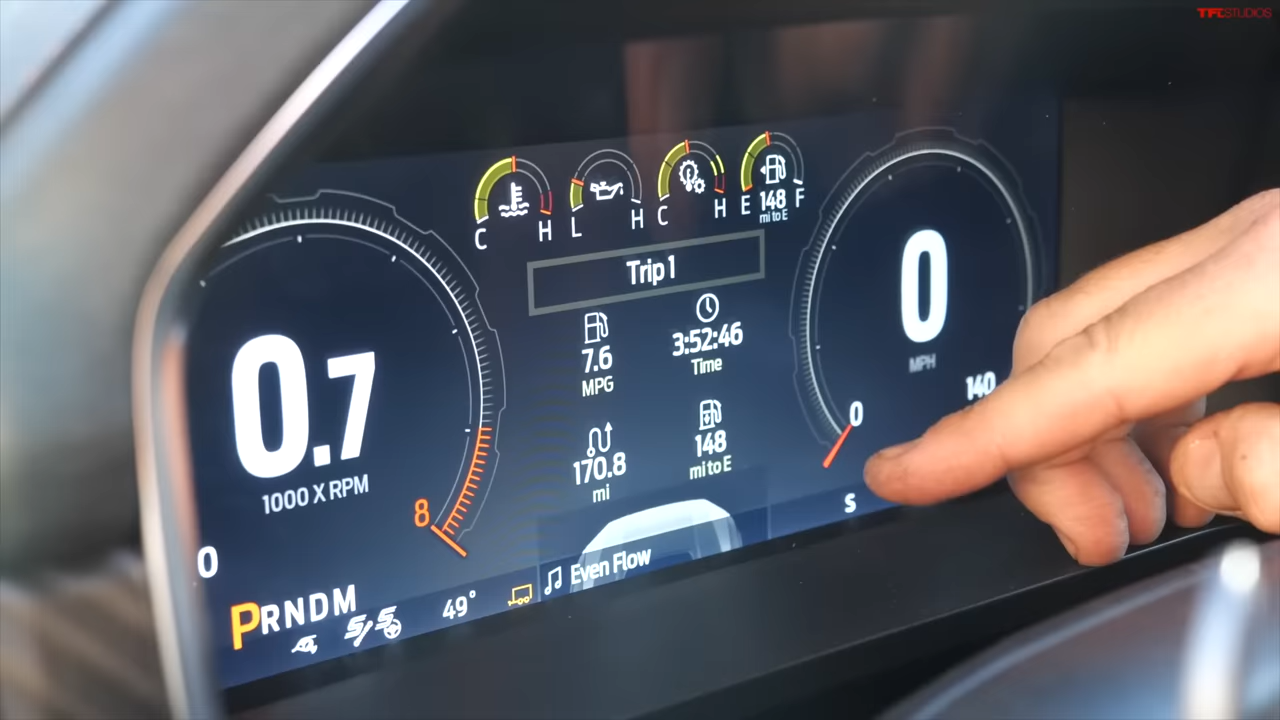 TFLSTUDIOS
C H
L H
C H
E 148 F
mi to E
Trip 1
7.6
MPG
3:52:46
Time
170.8
mi
148
mi to E
0.7
1000 X RPM
8
0
0
MPH
0
140
S
Even Flow
PRNDM
49°